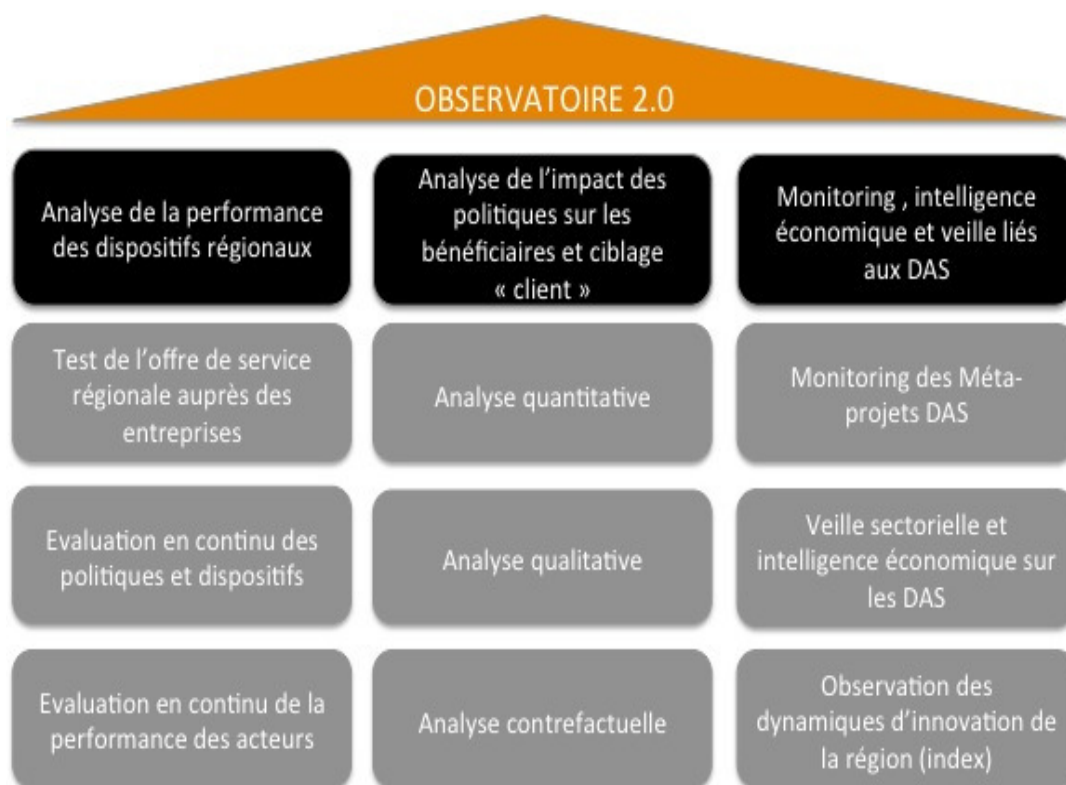 OBSERVATOIRE 2.0
Analyse de la performance
des dispositifs régionaux
Analyse de l'impact des
politiques sur les
bénéficiaires et ciblage
« client »
Monitoring , intelligence
économique et veille liés
aux DAS
Test de l'offre de service
régionale auprès des
entreprises
Analyse quantitative
Monitoring des Méta-
projets DAS
Evaluation en continu des
politiques et dispositifs
Analyse qualitative
Veille sectorielle et
intelligence économique sur
les DAS
Evaluation en continu de la
performance des acteurs
Analyse contrefactuelle
Observation des
dynamiques d'innovation de
la région (index)